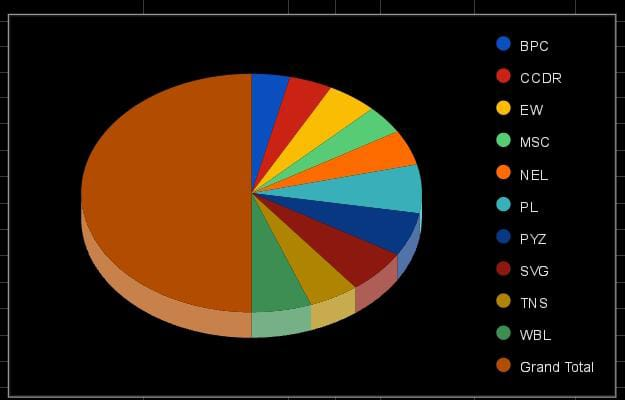 BPC
CCDR
EW
MSC
NEL
PL
PYZ
SVG
TNS
WBL
Grand Total